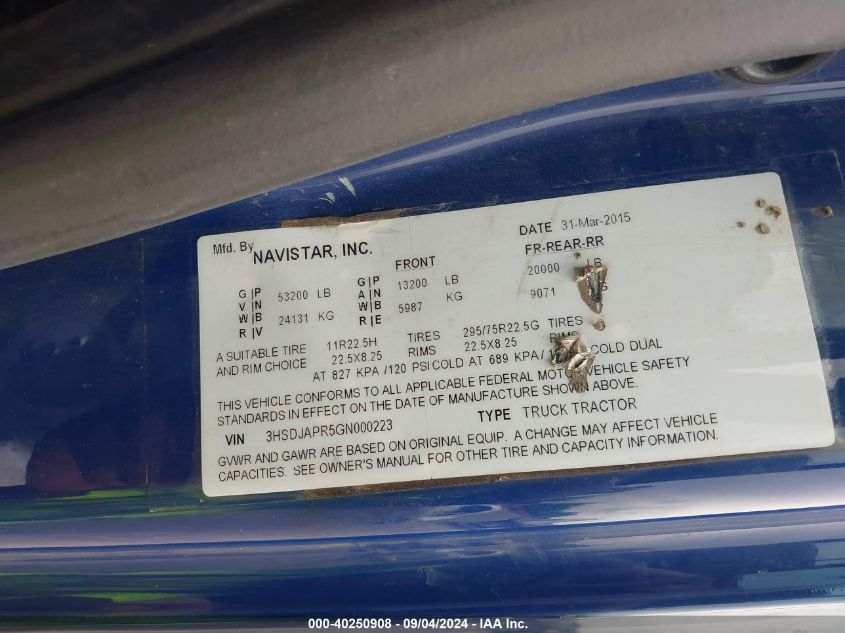 Mfd. By NAVISTAR, INC.
DATE 31-Mar-2015
FRONT
FR-REAR-RR
G|P 53200 LB
V|N
W|B 24131 KG
R|V
G|P 13200 LB
A|N
W|B 5987 KG
R|E
20000 LB
9071
A SUITABLE TIRE 11R22.5H TIRES 295/75R22.5G TIRES
AND RIM CHOICE 22.5X8.25 RIMS 22.5X8.25 RIMS
AT 827 KPA /120 PSI COLD AT 689 KPA/ COLD DUAL
THIS VEHICLE CONFORMS TO ALL APPLICABLE FEDERAL MOTOR VEHICLE SAFETY
STANDARDS IN EFFECT ON THE DATE OF MANUFACTURE SHOWN ABOVE.
VIN 3HSDJAPR5GN000223 TYPE TRUCK TRACTOR
GVWR AND GAWR ARE BASED ON ORIGINAL EQUIP. A CHANGE MAY AFFECT VEHICLE
CAPACITIES. SEE OWNER'S MANUAL FOR OTHER TIRE AND CAPACITY INFORMATION.
000-40250908 - 09/04/2024 - IAA Inc.